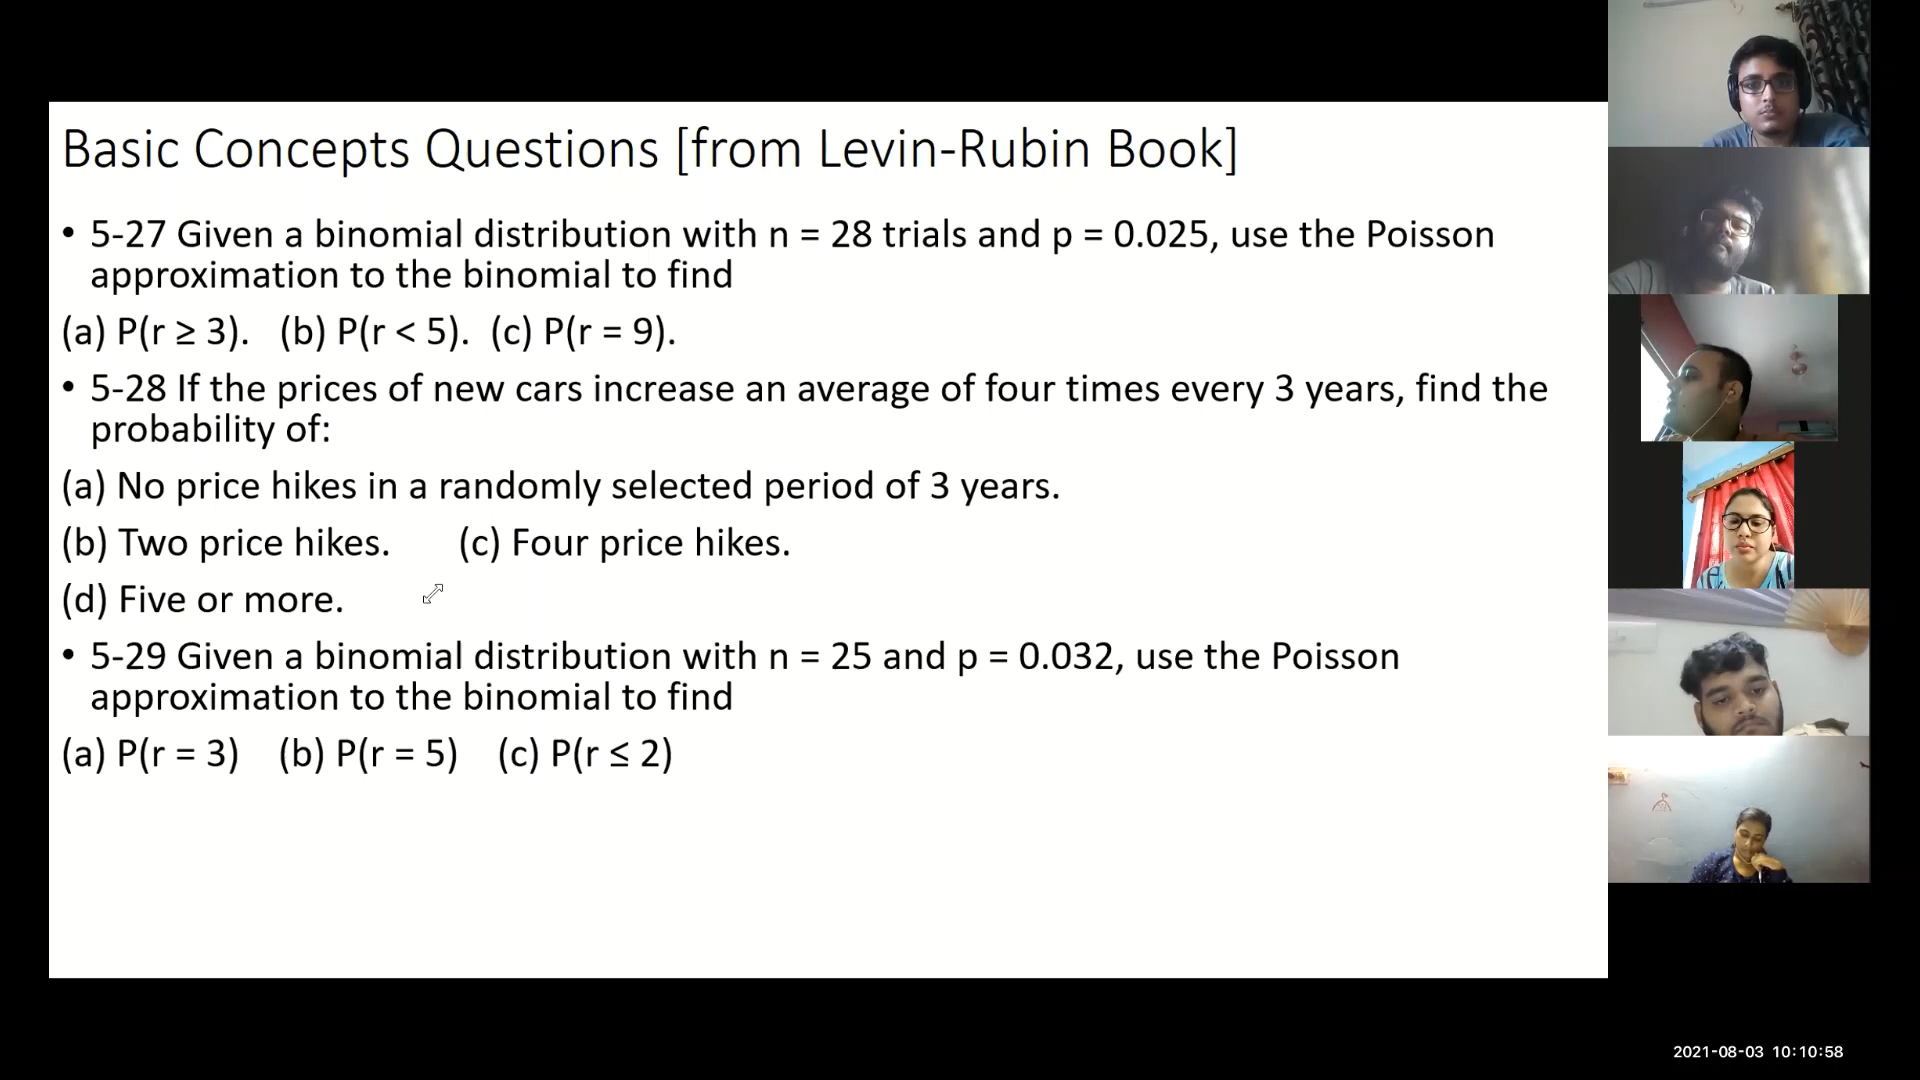 Basic Concepts Questions [from Levin-Rubin Book]
• 5-27 Given a binomial distribution with n = 28 trials and p = 0.025, use the Poisson
approximation to the binomial to find
(a) P(r ≥ 3). (b) P(r < 5). (c) P(r = 9).
• 5-28 If the prices of new cars increase an average of four times every 3 years, find the
probability of:
(a) No price hikes in a randomly selected period of 3 years.
(b) Two price hikes. (c) Four price hikes.
(d) Five or more.
• 5-29 Given a binomial distribution with n = 25 and p = 0.032, use the Poisson
approximation to the binomial to find
(a) P(r = 3) (b) P(r = 5) (c) P(r ≤ 2)
2021-08-03 10:10:58